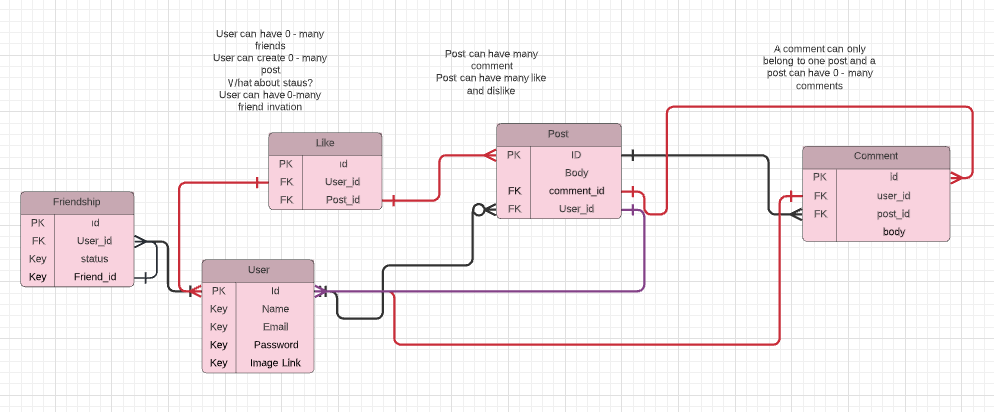 User can have 0 - many
friends
User can create 0 - many
post
What about staus?
User can have 0-many
friend invation
Post can have many
comment
Post can have many like
and dislike
A comment can only
belong to one post and a
post can have 0 - many
comments
Like
PK id
FK User_id
FK Post_id
Post
PK ID
Body
FK comment_id
FK User_id
Comment
PK id
FK user_id
FK post_id
body
Friendship
PK id
FK User_id
Key status
Key Friend_id
User
PK Id
Key Name
Key Email
Key Password
Key Image Link